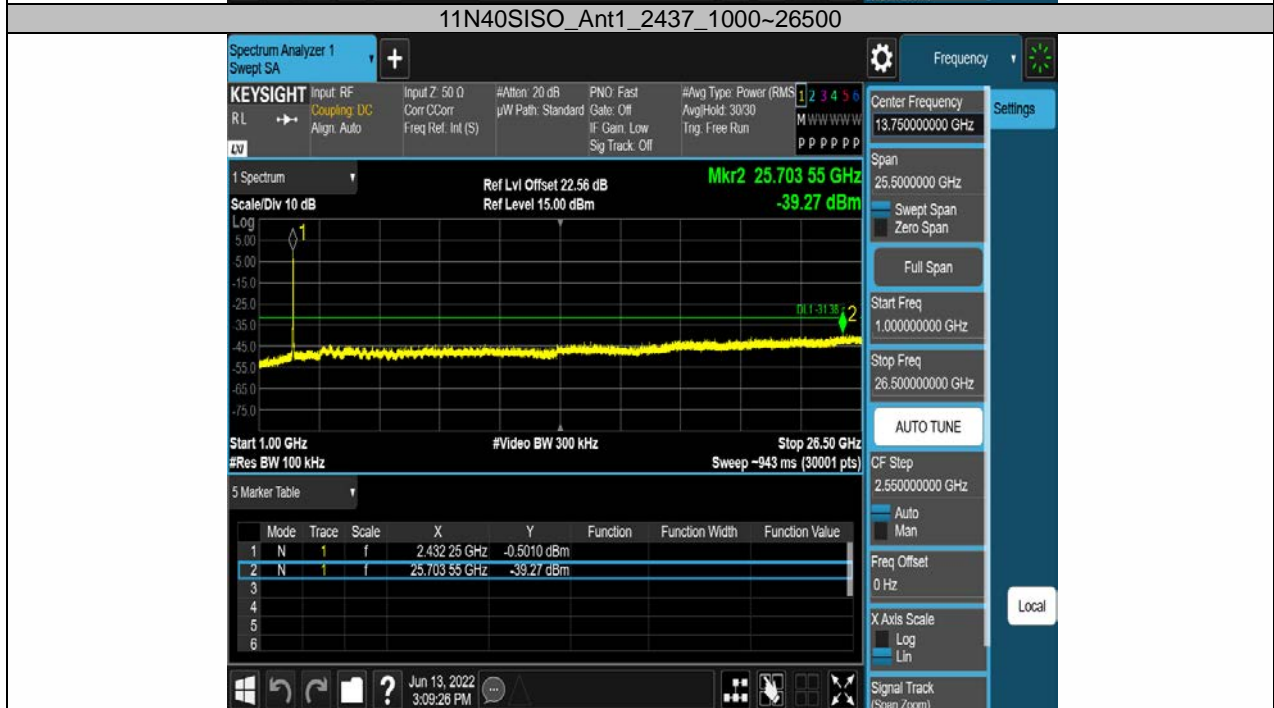 11N40SISO_Ant1_2437_1000~26500
Spectrum Analyzer 1
Swept SA
+
Frequency
KEYSIGHT
RL
Input: RF
Coupling: DC
Align: Auto
Input Z: 50 Ω
Corr CCorr
Freq Ref: Int (S)
#Atten: 20 dB
µW Path: Standard
PNO: Fast
Gate: Off
IF Gain: Low
Sig Track: Off
#Avg Type: Power (RMS
Avg|Hold: 30/30
Trig: Free Run
1 2 3 4 5 6
M W W W W W
P P P P P P
LXI
1 Spectrum
Scale/Div 10 dB
Ref Lvl Offset 22.56 dB
Ref Level 15.00 dBm
Mkr2 25.703 55 GHz
-39.27 dBm
Log
5.00
-5.00
-15.0
-25.0
-35.0
-45.0
-55.0
-65.0
-75.0
1
DL1 -31.38
2
Start 1.00 GHz
#Video BW 300 kHz
Stop 26.50 GHz
#Res BW 100 kHz
Sweep ~943 ms (30001 pts)
5 Marker Table
Mode Trace Scale X Y Function Function Width Function Value
1 N 1 f 2.432 25 GHz -0.5010 dBm
2 N 1 f 25.703 55 GHz -39.27 dBm
3
4
5
6
Jun 13, 2022
3:09:26 PM
Center Frequency
13.750000000 GHz
Settings
Span
25.5000000 GHz
Swept Span
Zero Span
Full Span
Start Freq
1.000000000 GHz
Stop Freq
26.500000000 GHz
AUTO TUNE
CF Step
2.550000000 GHz
Auto
Man
Freq Offset
0 Hz
Local
X Axis Scale
Log
Lin
Signal Track
(Span Zoom)